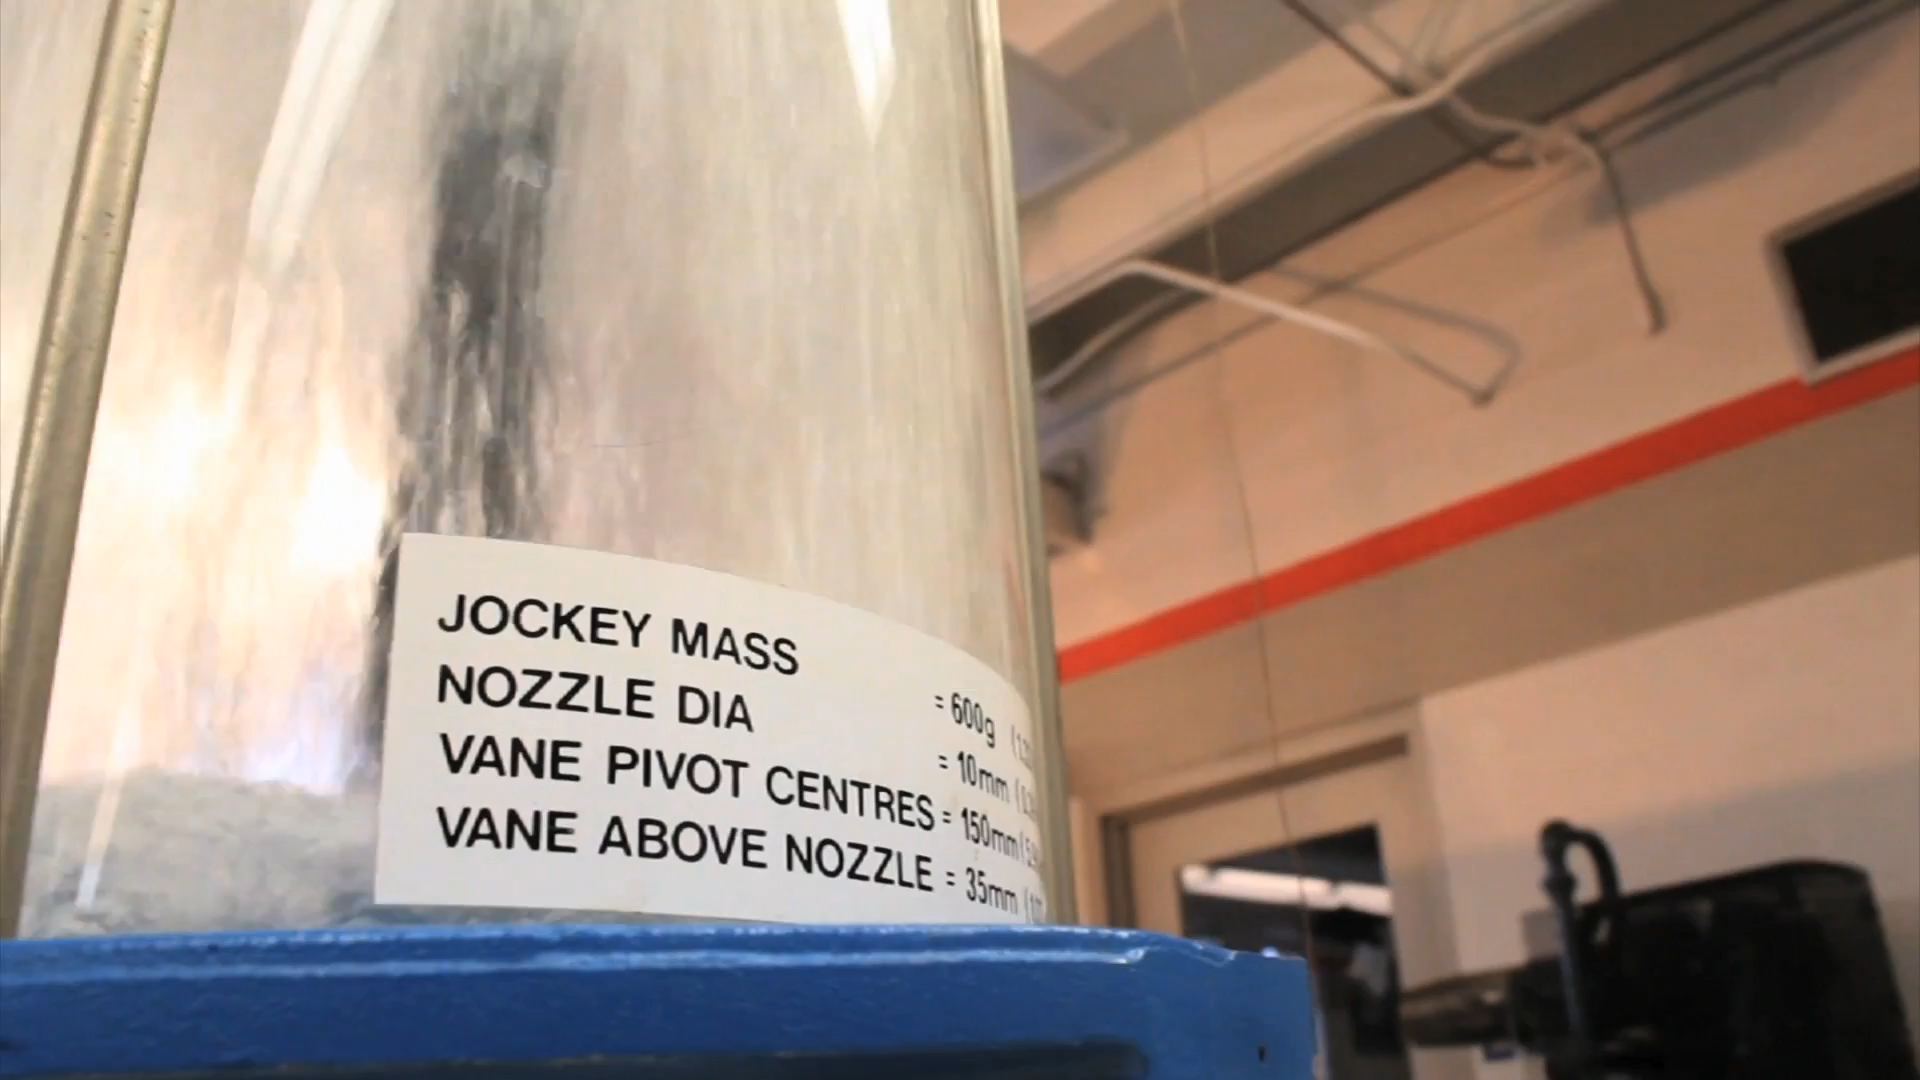 JOCKEY MASS = 600g
NOZZLE DIA = 10mm
VANE PIVOT CENTRES = 150mm
VANE ABOVE NOZZLE = 35mm